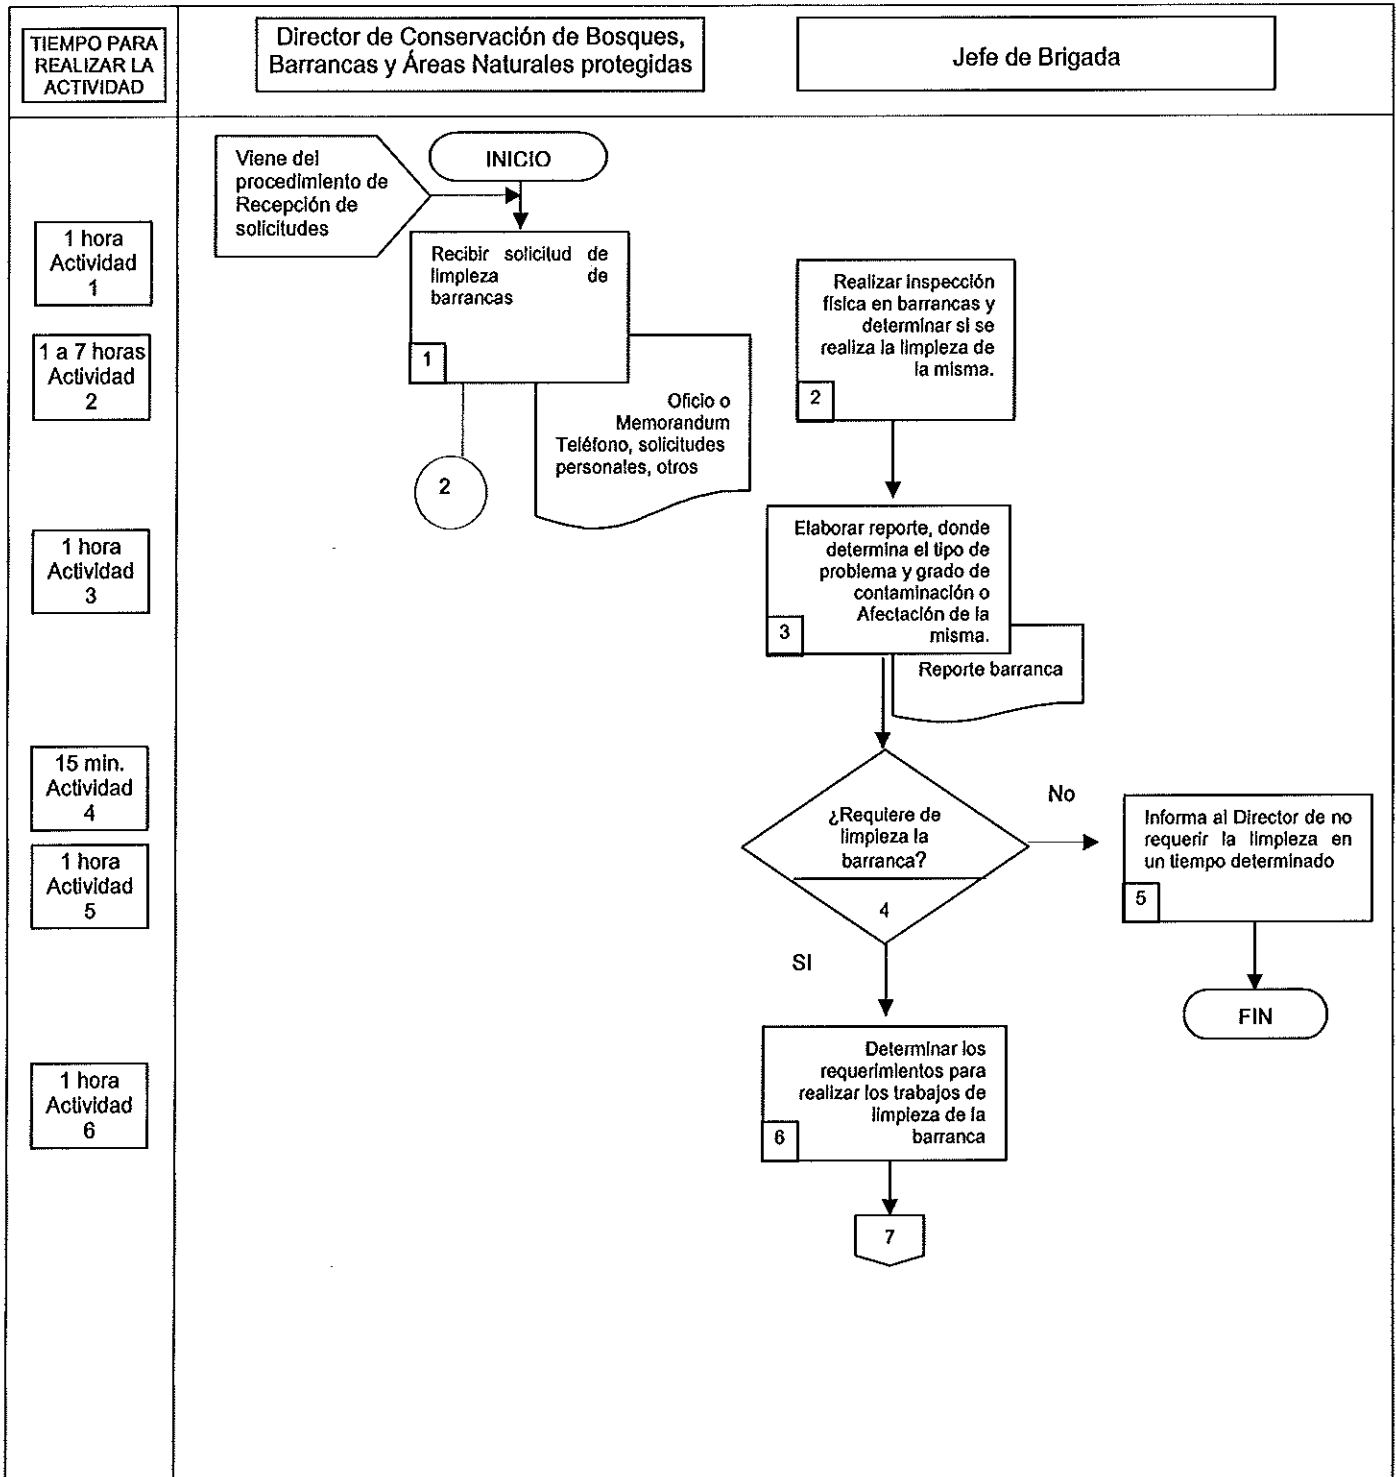 TIEMPO PARA
REALIZAR LA
ACTIVIDAD
Director de Conservación de Bosques,
Barrancas y Áreas Naturales protegidas
Jefe de Brigada
Viene del
procedimiento de
Recepción de
solicitudes
INICIO
1 hora
Actividad
1
Recibir solicitud de
limpieza de
barrancas
1
Oficio o
Memorandum
Teléfono, solicitudes
personales, otros
2
1 a 7 horas
Actividad
2
Realizar inspección
física en barrancas y
determinar si se
realiza la limpieza de
la misma.
2
1 hora
Actividad
3
Elaborar reporte, donde
determina el tipo de
problema y grado de
contaminación o
Afectación de la
misma.
3
Reporte barranca
15 min.
Actividad
4
¿Requiere de
limpieza la
barranca?
4
No
SI
1 hora
Actividad
5
Informa al Director de no
requerir la limpieza en
un tiempo determinado
5
FIN
1 hora
Actividad
6
Determinar los
requerimientos para
realizar los trabajos de
limpieza de la
barranca
6
7